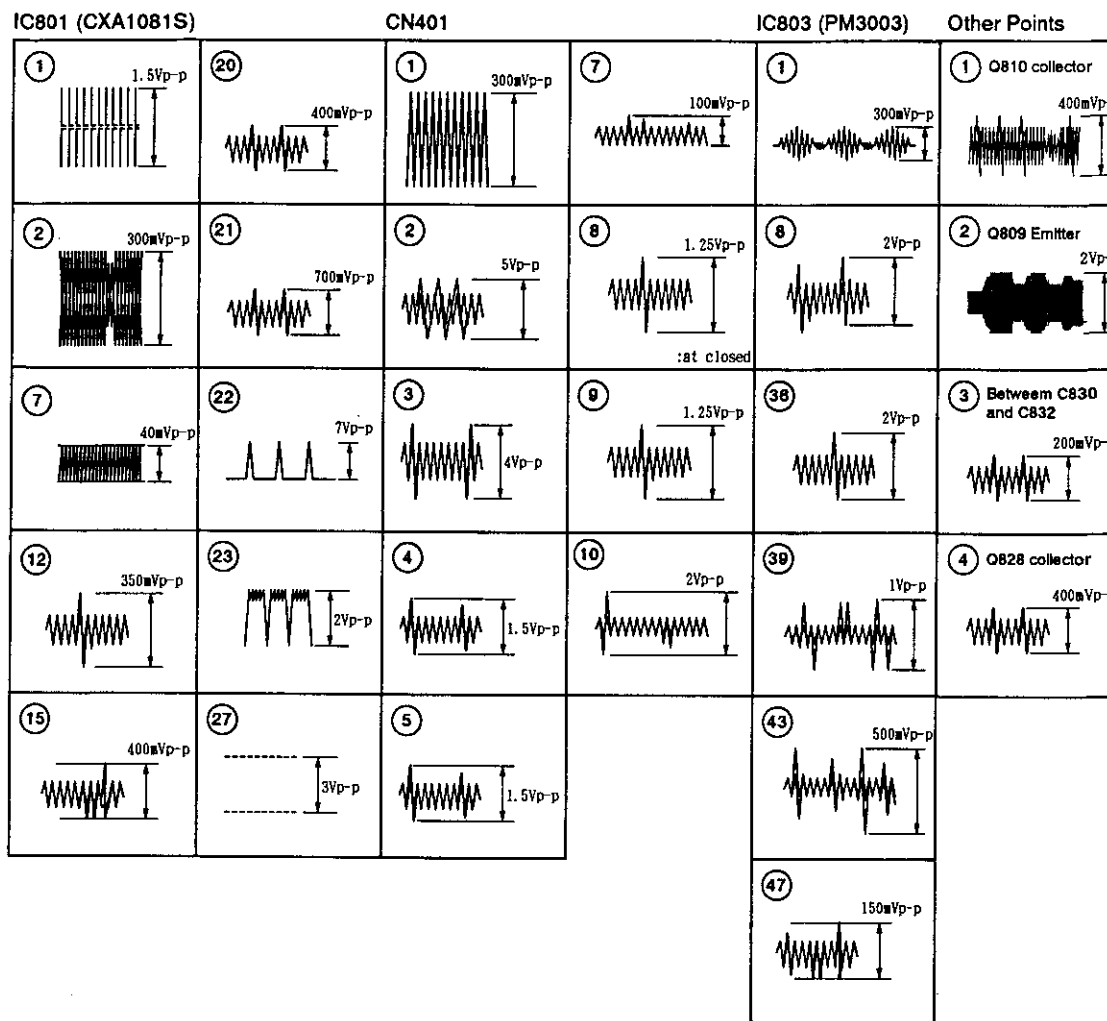 IC801 (CXA1081S) CN401 IC803 (PM3003) Other Points
1 1.5Vp-p
20 400mVp-p
1 300mVp-p
7 100mVp-p
1 300mVp-p
1 Q810 collector
400mVp-
2 300mVp-p
21 700mVp-p
2 5Vp-p
8 1.25Vp-p
:at closed
8 2Vp-p
2 Q809 Emitter
2Vp-
7 40mVp-p
22 7Vp-p
3 4Vp-p
9 1.25Vp-p
36 2Vp-p
3 Betweem C830
and C832
200mVp-
12 350mVp-p
23 2Vp-p
4 1.5Vp-p
10 2Vp-p
39 1Vp-p
4 Q828 collector
400mVp-
15 400mVp-p
27 3Vp-p
5 1.5Vp-p
43 500mVp-p
47 150mVp-p